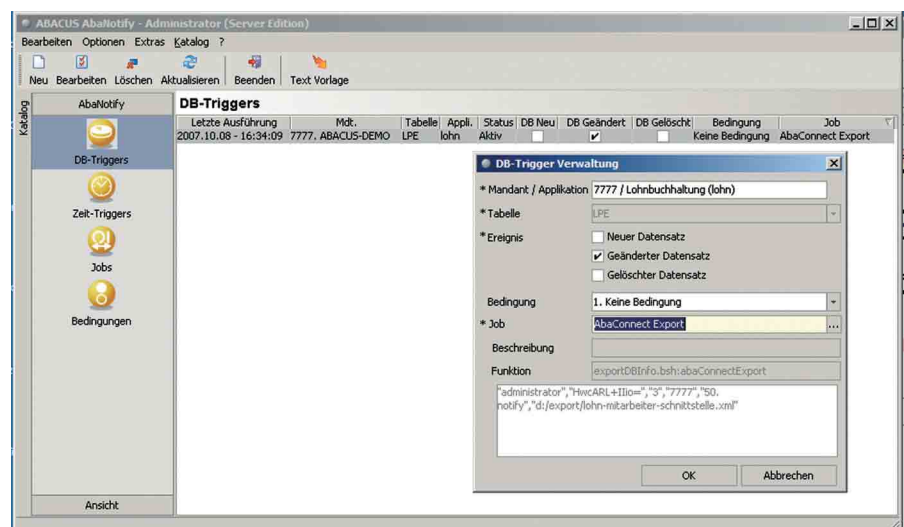 ABACUS AbaNotify - Administrator (Server Edition)
Bearbeiten Optionen Extras Katalog ?
Neu Bearbeiten Löschen Aktualisieren Beenden Text Vorlage
Katalog
AbaNotify
DB-Triggers
Zeit-Triggers
Jobs
Bedingungen
Ansicht
DB-Triggers
Letzte Ausführung Mdt. Tabelle Appli. Status DB Neu DB Geändert DB Gelöscht Bedingung Job
2007.10.08 - 16:34:09 7777. ABACUS-DEMO LPE lohn Aktiv Keine Bedingung AbaConnect Export
DB-Trigger Verwaltung
* Mandant / Applikation 7777 / Lohnbuchhaltung (lohn)
* Tabelle LPE
* Ereignis Neuer Datensatz
Geänderter Datensatz
Gelöschter Datensatz
Bedingung 1. Keine Bedingung
* Job AbaConnect Export ...
Beschreibung
Funktion exportDBInfo.bsh:abaConnectExport
"administrator","HwcARL+IIio=","3","7777","50.
notify","d:/export/lohn-mitarbeiter-schnittstelle.xml"
OK Abbrechen